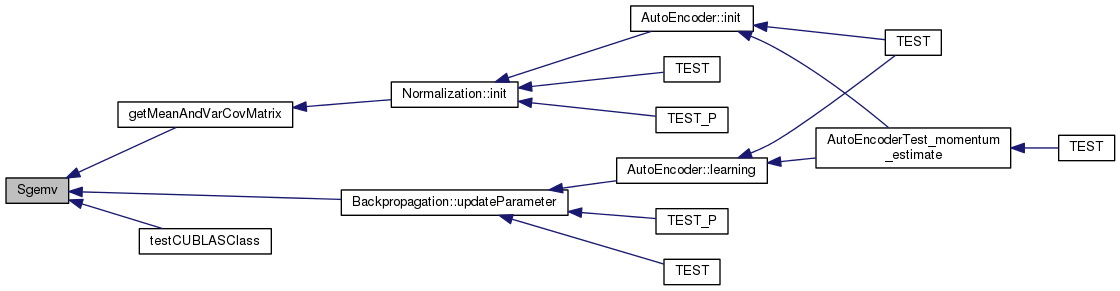 AutoEncoder::init
TEST
TEST
Normalization::init
getMeanAndVarCovMatrix
TEST_P
AutoEncoderTest_momentum
_estimate
TEST
AutoEncoder::learning
Sgemv
Backpropagation::updateParameter
TEST_P
testCUBLASClass
TEST